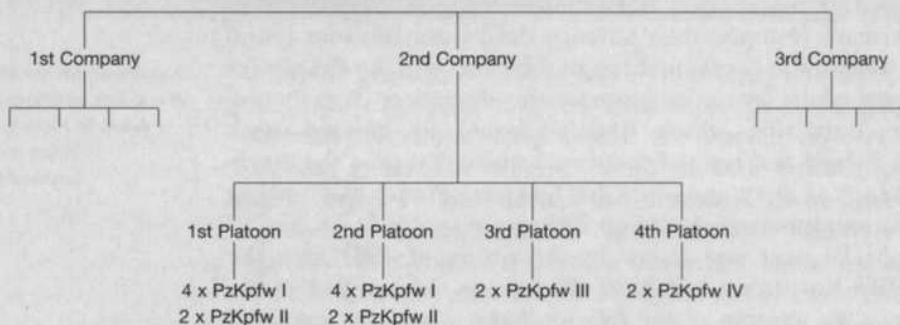 1st Company 2nd Company 3rd Company
1st Platoon 2nd Platoon 3rd Platoon 4th Platoon
4 x PzKpfw I 4 x PzKpfw I 2 x PzKpfw III 2 x PzKpfw IV
2 x PzKpfw II 2 x PzKpfw II